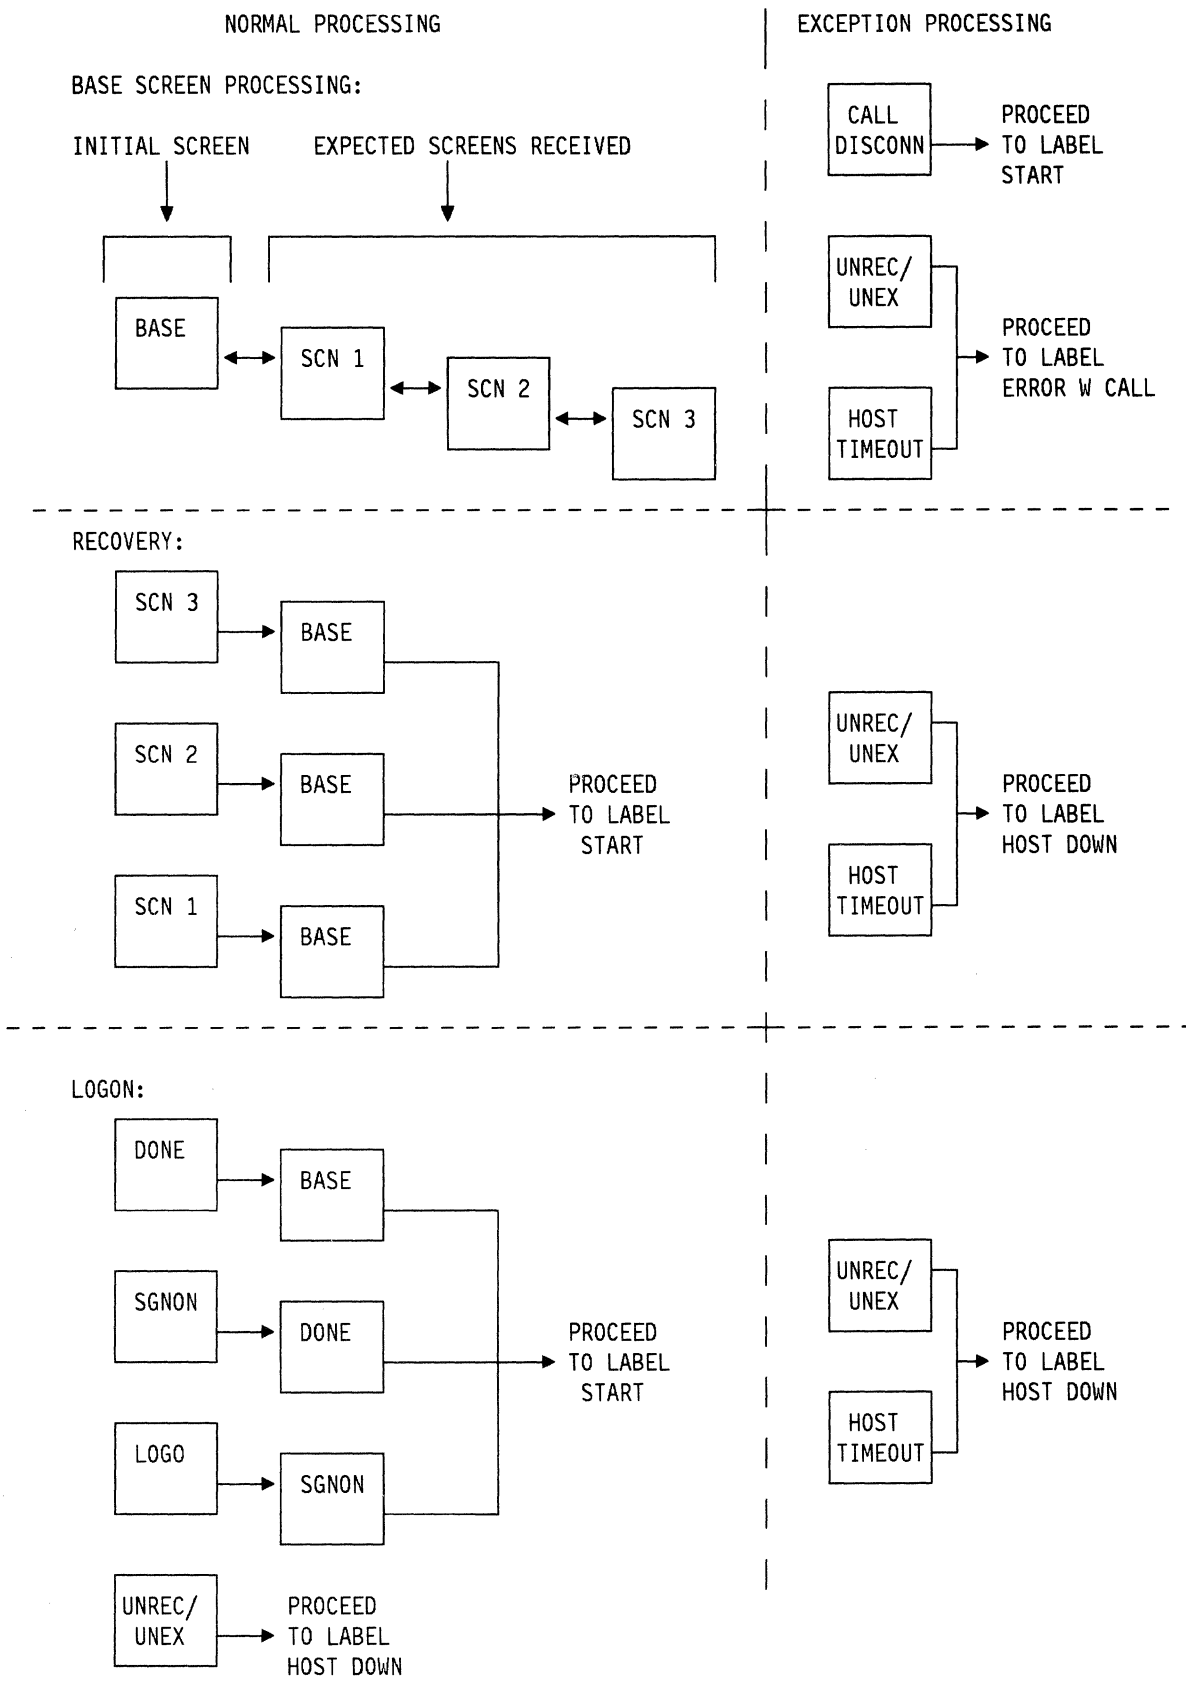 NORMAL PROCESSING
EXCEPTION PROCESSING
BASE SCREEN PROCESSING:
INITIAL SCREEN
EXPECTED SCREENS RECEIVED
BASE
SCN 1
SCN 2
SCN 3
CALL
DISCONN
PROCEED
TO LABEL
START
UNREC/
UNEX
HOST
TIMEOUT
PROCEED
TO LABEL
ERROR W CALL
RECOVERY:
SCN 3
BASE
SCN 2
BASE
SCN 1
BASE
PROCEED
TO LABEL
START
UNREC/
UNEX
HOST
TIMEOUT
PROCEED
TO LABEL
HOST DOWN
LOGON:
DONE
BASE
SGNON
DONE
LOGO
SGNON
PROCEED
TO LABEL
START
UNREC/
UNEX
PROCEED
TO LABEL
HOST DOWN
UNREC/
UNEX
HOST
TIMEOUT
PROCEED
TO LABEL
HOST DOWN